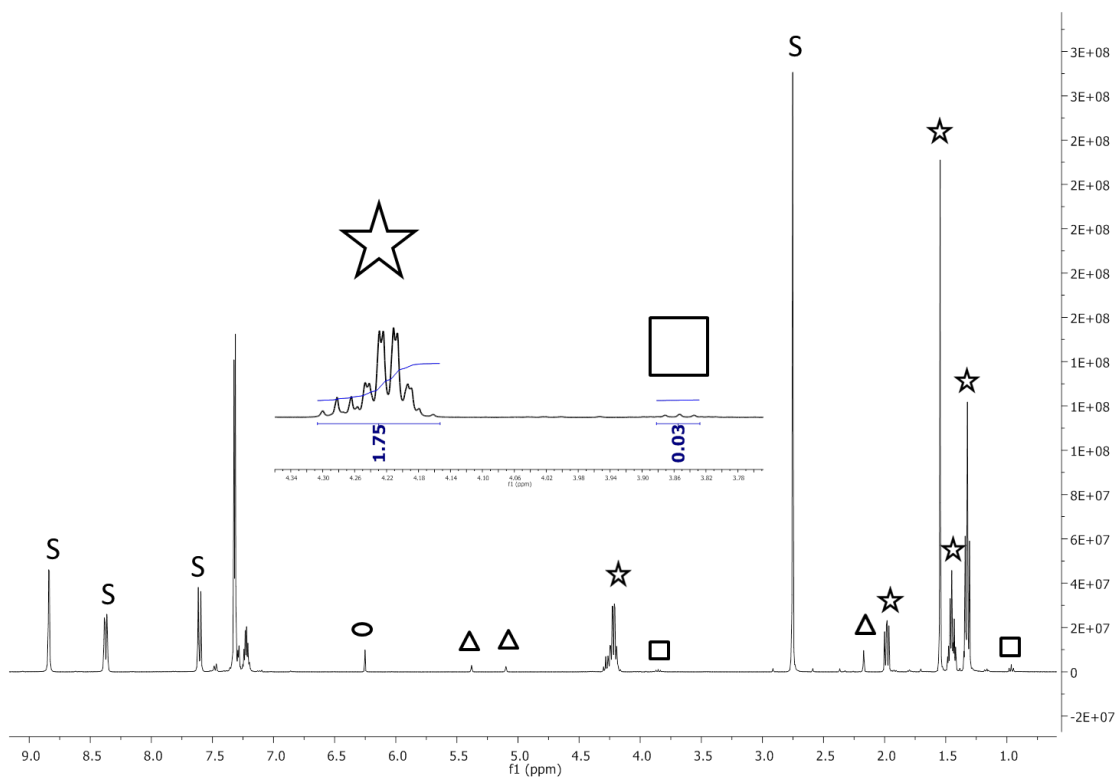 S
3E+08
3E+08
2E+08
2E+08
2E+08
2E+08
2E+08
1E+08
1E+08
1E+08
8E+07
6E+07
4E+07
2E+07
0
-2E+07
1.75
0.03
4.34 4.30 4.26 4.22 4.18 4.14 4.10 4.06 4.02 3.98 3.94 3.90 3.86 3.82 3.78
f1 (ppm)
S
S
S
9.0 8.5 8.0 7.5 7.0 6.5 6.0 5.5 5.0 4.5 4.0 3.5 3.0 2.5 2.0 1.5 1.0
f1 (ppm)